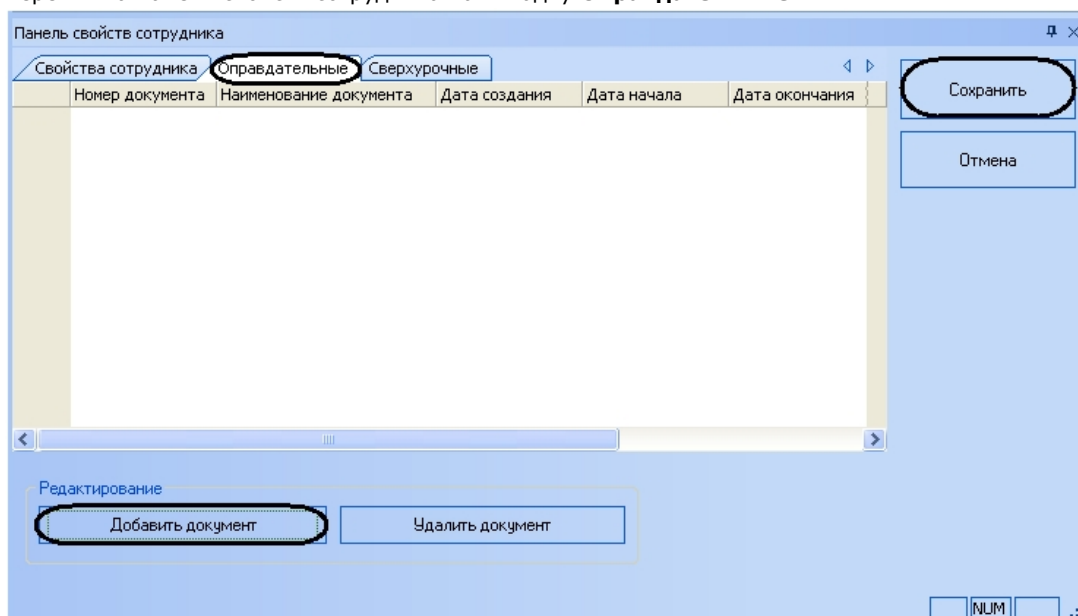 Панель свойств сотрудника
Свойства сотрудника Оправдательные Сверхурочные
Номер документа Наименование документа Дата создания Дата начала Дата окончания
Сохранить
Отмена
Редактирование
Добавить документ Удалить документ
NUM